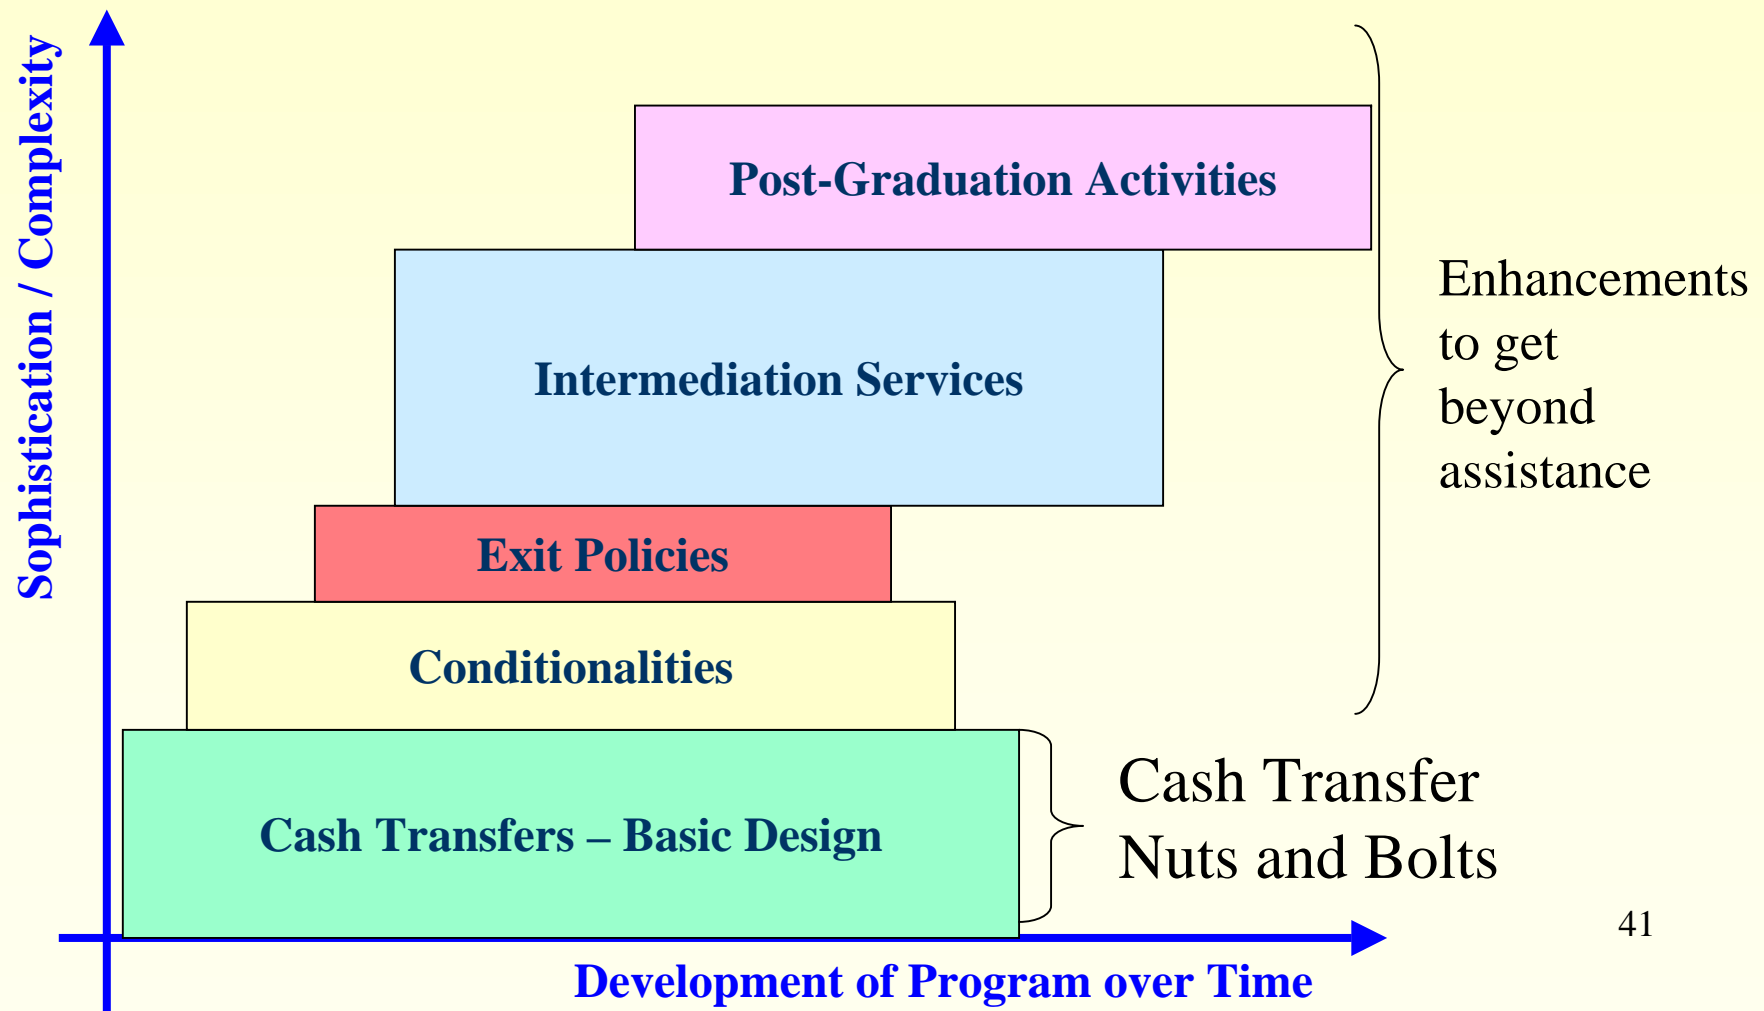 Sophistication / Complexity
Post-Graduation Activities
Intermediation Services
Exit Policies
Conditionalities
Cash Transfers – Basic Design
Enhancements
to get
beyond
assistance
Cash Transfer
Nuts and Bolts
41
Development of Program over Time